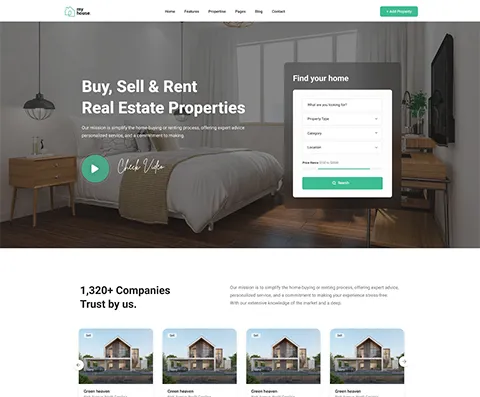 my
house
Home Features Properties Pages Blog Contact
+ Add Property
Buy, Sell & Rent
Real Estate Properties
Our mission is simplify the home-buying or renting process, offering expert advice
personalized service, and a commitment to making
Check Video
Find your home
What are you looking for?
Property Type
Category
Location
Price Range
Search
1,320+ Companies
Trust by us.
Our mission is to simplify the home-buying or renting process, offering expert advice,
personalized service, and a commitment to making your experience stress-free.
With our extensive knowledge of the market and a deep.
Green heaven
Green heaven
Green heaven
Green heaven